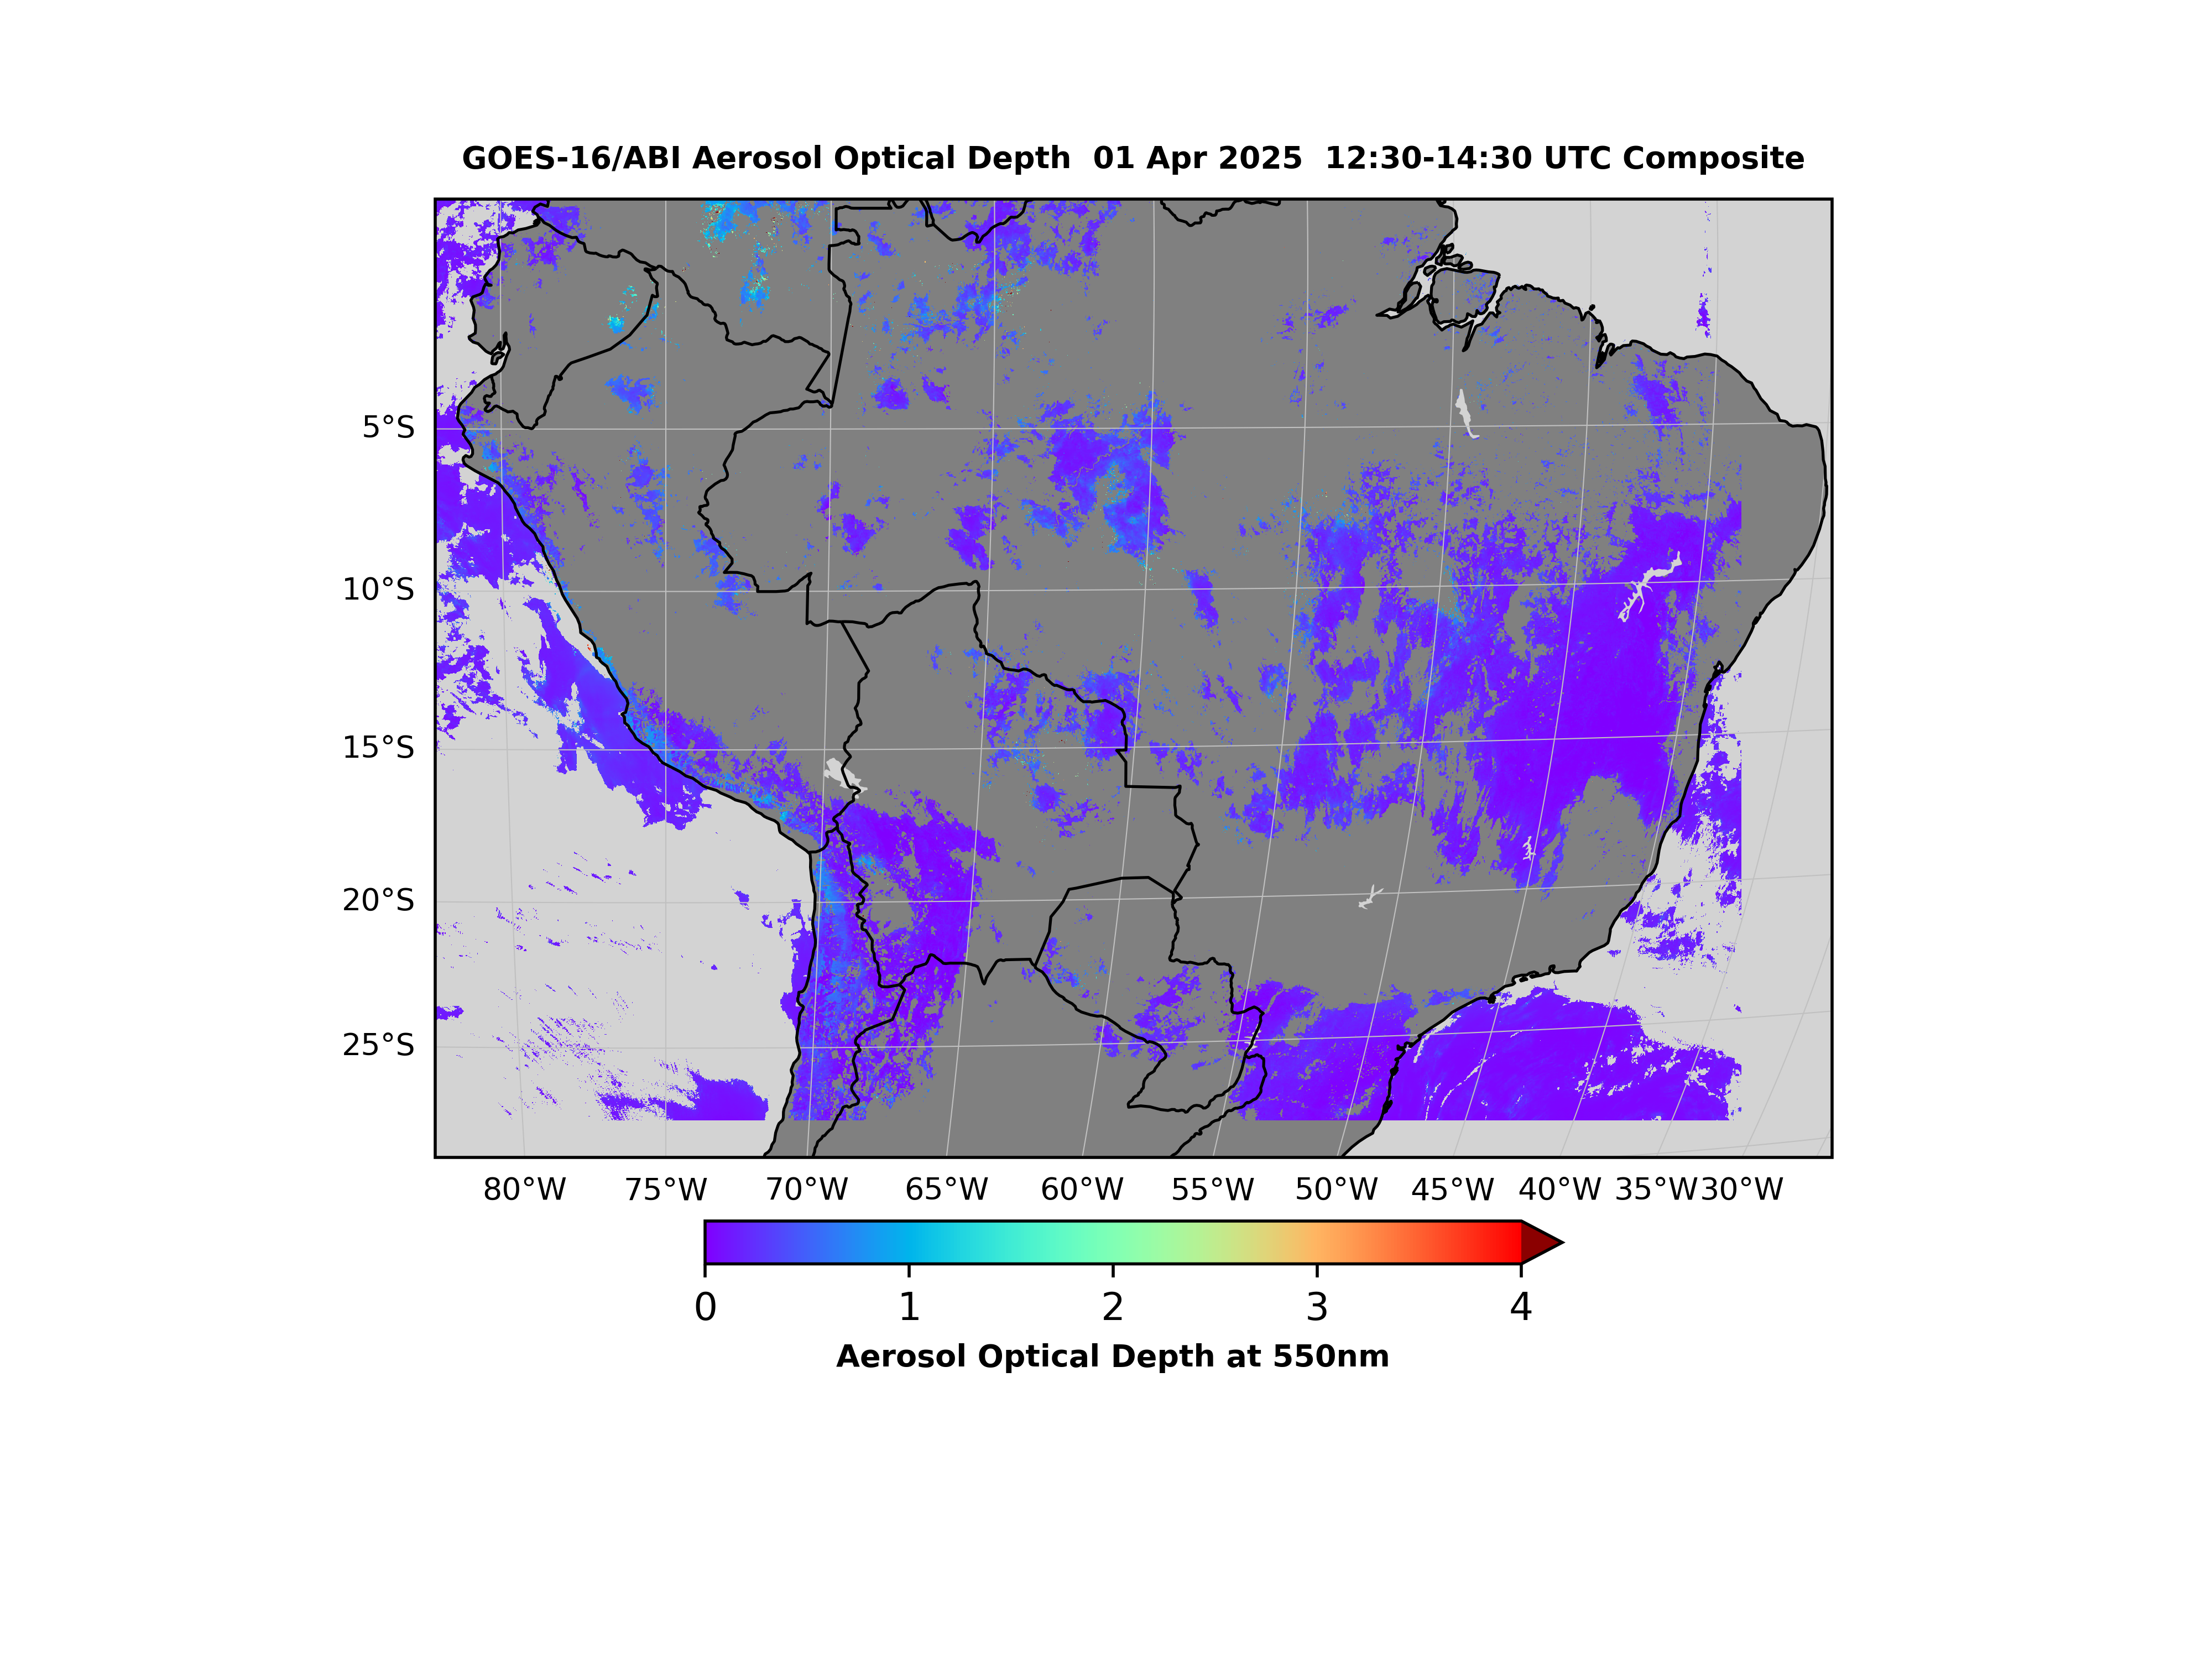 GOES-16/ABI Aerosol Optical Depth  01 Apr 2025  12:30-14:30 UTC Composite
5°S
10°S
15°S
20°S
25°S
80°W 75°W 70°W 65°W 60°W 55°W 50°W 45°W 40°W 35°W 30°W
0 1 2 3 4
Aerosol Optical Depth at 550nm